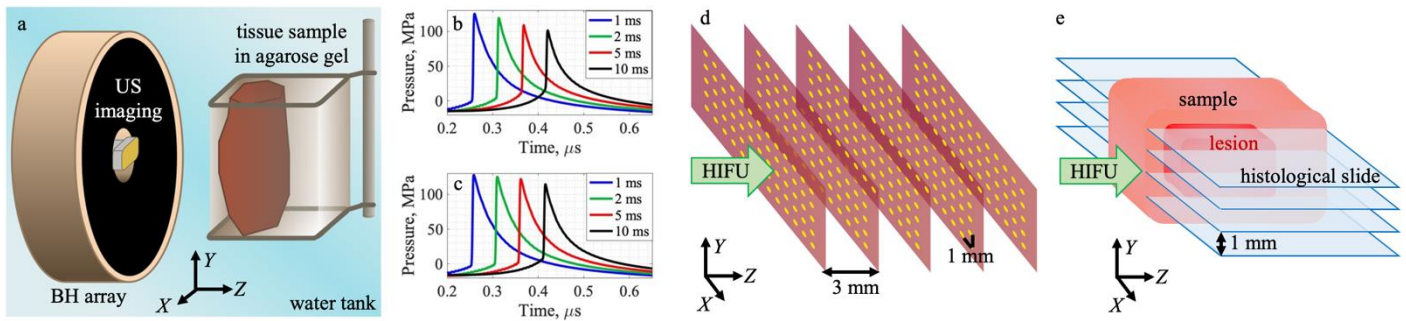 a
US
imaging
tissue sample
in agarose gel
BH array
Y
X
Z
water tank
b
Pressure, MPa
100
50
0
1 ms
2 ms
5 ms
10 ms
0.2 0.3 0.4 0.5 0.6
Time, μs
c
Pressure, MPa
100
50
0
1 ms
2 ms
5 ms
10 ms
0.2 0.3 0.4 0.5 0.6
Time, μs
d
HIFU
Y
Z
X
3 mm
1 mm
e
sample
lesion
HIFU
histological slide
1 mm
Y
Z
X